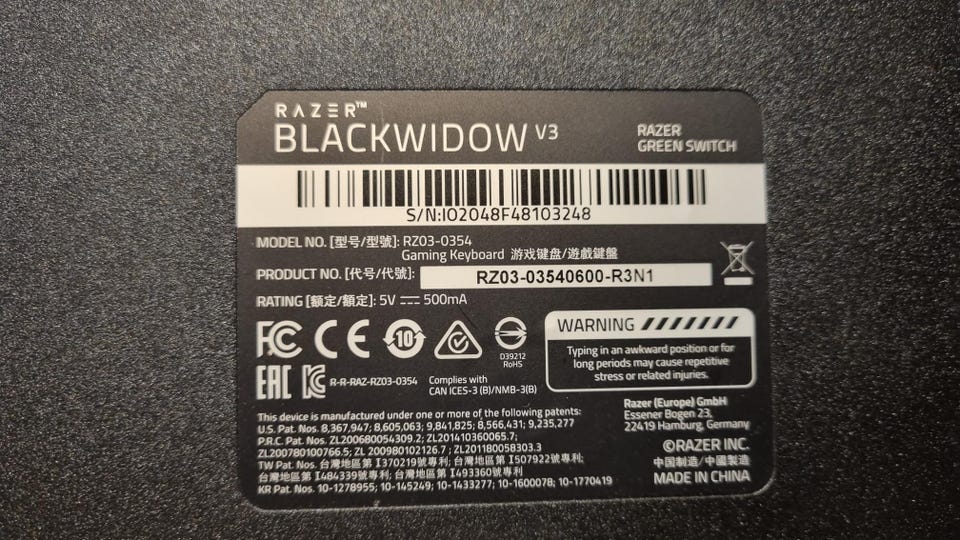 RAZER™
BLACKWIDOW V3
RAZER
GREEN SWITCH
S/N:IO2048F48103248
MODEL NO. [型号/型號]: RZ03-0354
Gaming Keyboard 游戏键盘/遊戲鍵盤
PRODUCT NO. [代号/代號]: RZ03-03540600-R3N1
RATING [额定/額定]: 5V ⎓ 500mA
FC CE 10
D39212
RoHS
WARNING
Typing in an awkward position or for
long periods may cause repetitive
stress or related injuries.
EAC KC R-R-RAZ-RZ03-0354
Complies with
CAN ICES-3 (B)/NMB-3(B)
Razer (Europe) GmbH
Essener Bogen 23,
22419 Hamburg, Germany
This device is manufactured under one or more of the following patents:
U.S. Pat. Nos. 8,367,947; 8,605,063; 9,841,825; 8,566,431; 9,235,277
P.R.C. Pat. Nos. ZL200680054309.2; ZL201410360065.7;
ZL200780100766.5; ZL 200980102126.7 ; ZL201180058303.3
TW Pat. Nos. 台灣地區第 I370219號專利; 台灣地區第 I507922號專利;
台灣地區第 I484339號專利; 台灣地區第 I493360號專利
KR Pat. Nos. 10-1278955; 10-145249; 10-1433277; 10-1600078; 10-1770419
©RAZER INC.
中国制造/中國製造
MADE IN CHINA